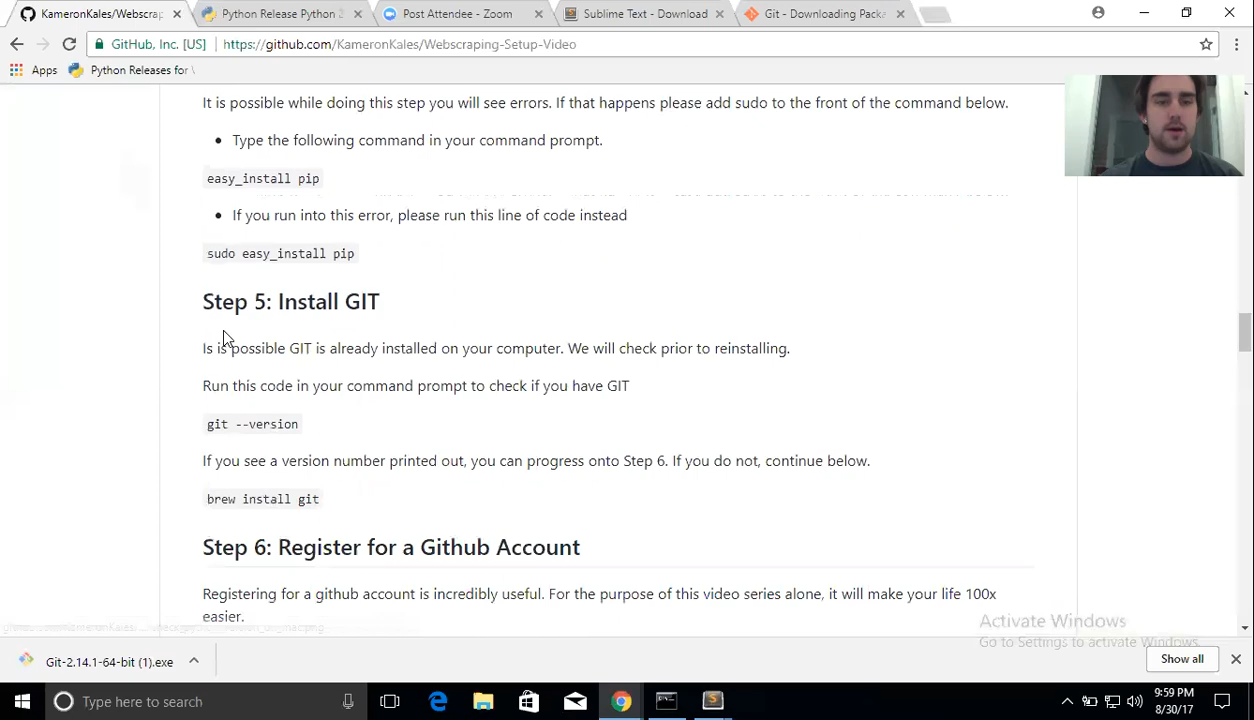 KameronKales/Webscrap
Python Release Python 2
Post Attendee - Zoom
Sublime Text - Download
Git - Downloading Packa
GitHub, Inc. [US]
https://github.com/KameronKales/Webscraping-Setup-Video
Apps
Python Releases for \
It is possible while doing this step you will see errors. If that happens please add sudo to the front of the command below.
Type the following command in your command prompt.
easy_install pip
If you run into this error, please run this line of code instead
sudo easy_install pip
Step 5: Install GIT
Is is possible GIT is already installed on your computer. We will check prior to reinstalling.
Run this code in your command prompt to check if you have GIT
git --version
If you see a version number printed out, you can progress onto Step 6. If you do not, continue below.
brew install git
Step 6: Register for a Github Account
Registering for a github account is incredibly useful. For the purpose of this video series alone, it will make your life 100x
easier.
Activate Windows
Go to Settings to activate Windows.
Git-2.14.1-64-bit (1).exe
Show all
Type here to search
9:59 PM
8/30/17